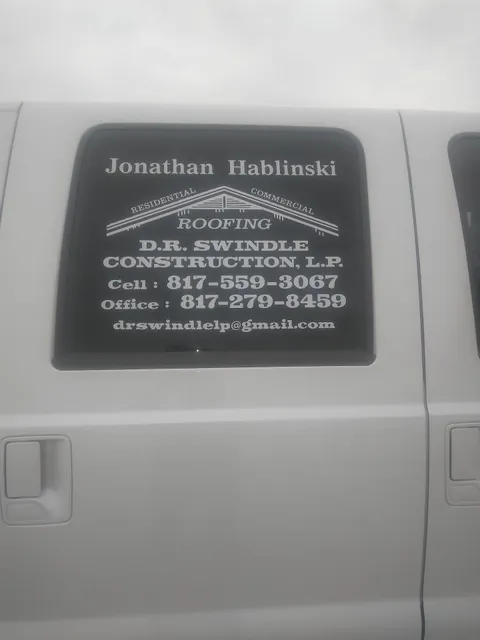 Jonathan Hablinski
RESIDENTIAL COMMERCIAL
ROOFING
D.R. SWINDLE
CONSTRUCTION, L.P.
Cell : 817-559-3067
Office : 817-279-8459
drswindlelp@gmail.com